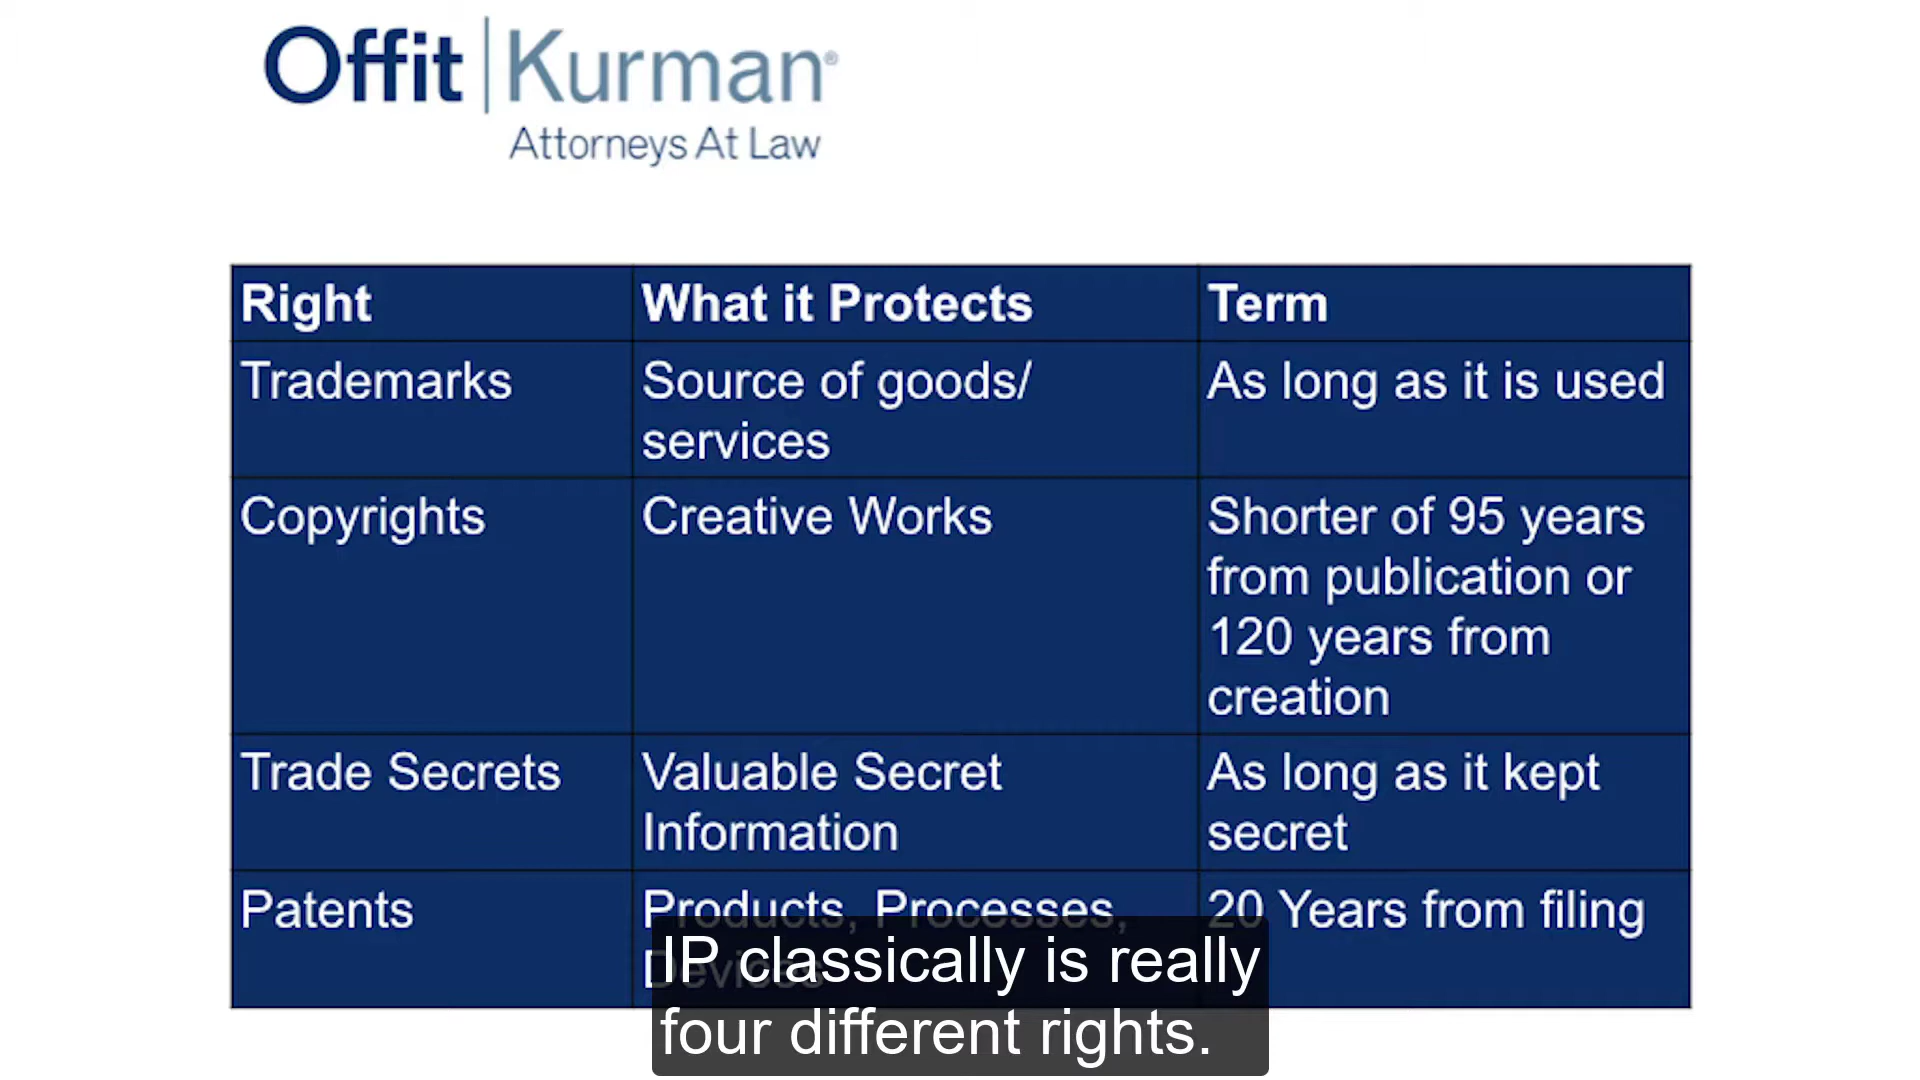 Offit | Kurman®
Attorneys At Law
Right
What it Protects
Term
Trademarks
Source of goods/
services
As long as it is used
Copyrights
Creative Works
Shorter of 95 years
from publication or
120 years from
creation
Trade Secrets
Valuable Secret
Information
As long as it kept
secret
Patents
Products, Processes,
Devices
20 Years from filing
IP classically is really
four different rights.